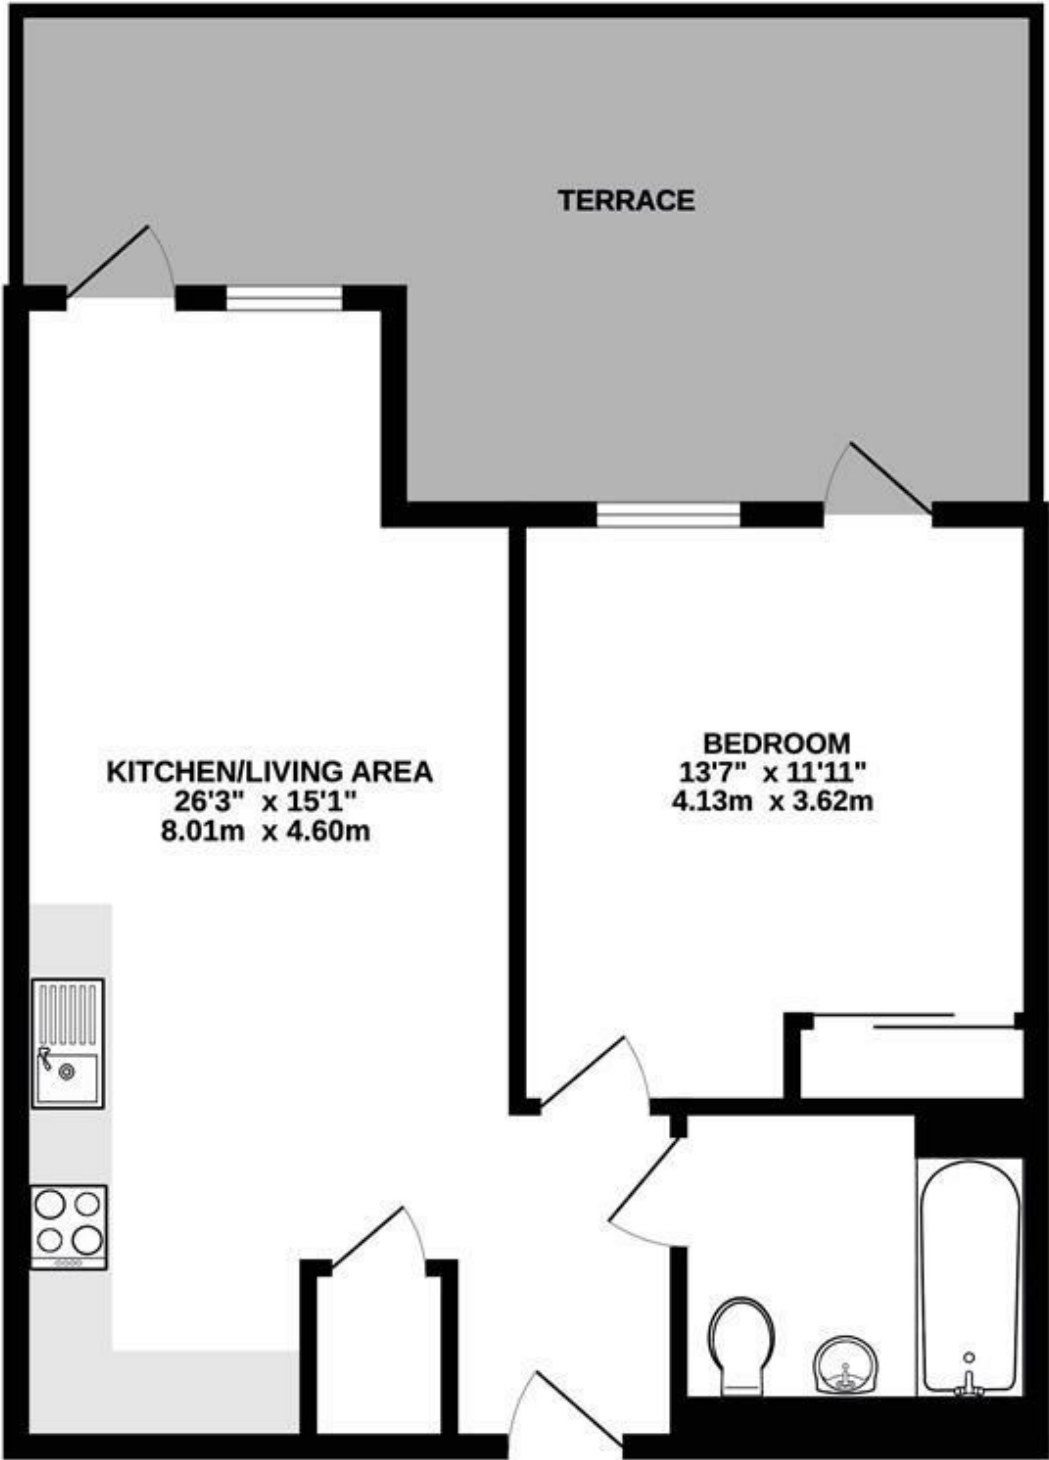 TERRACE
KITCHEN/LIVING AREA
26'3" x 15'1"
8.01m x 4.60m
BEDROOM
13'7" x 11'11"
4.13m x 3.62m